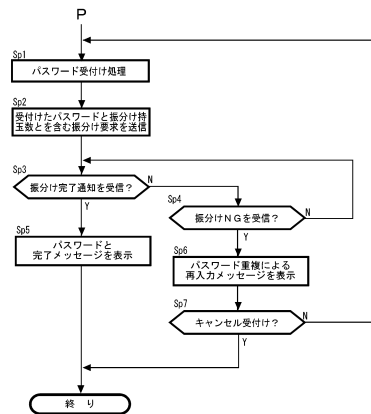 P
Sp1
パスワード受付け処理
Sp2
受付けたパスワードと振分け持
玉数とを含む振分け要求を送信
Sp3
振分け完了通知を受信？
N
Y
Sp4
振分けＮＧを受信？
N
Y
Sp5
パスワードと
完了メッセージを表示
Sp6
パスワード重複による
再入力メッセージを表示
Sp7
キャンセル受付け？
N
Y
終り